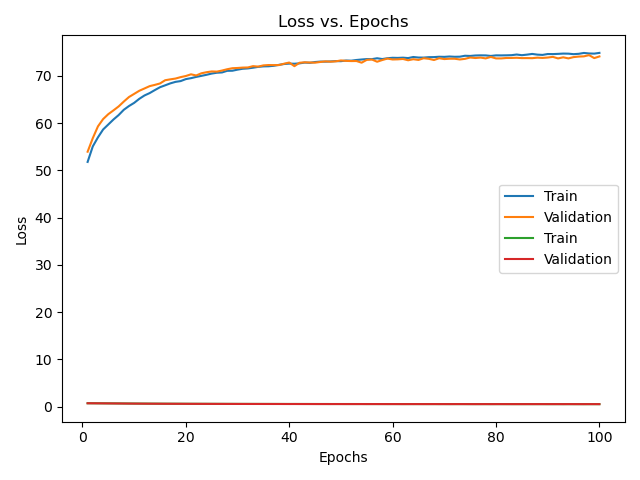 Loss vs. Epochs
Loss
70
60
50
40
30
20
10
0
Train
Validation
Train
Validation
0 20 40 60 80 100
Epochs